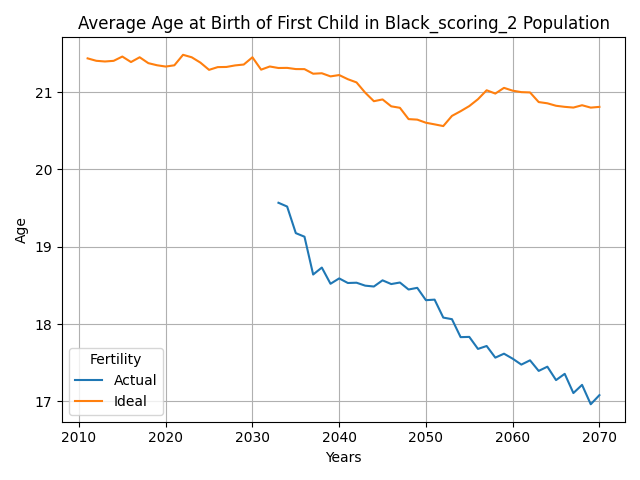 Average Age at Birth of First Child in Black_scoring_2 Population
Age
21
20
19
18
17
Fertility
Actual
Ideal
2010 2020 2030 2040 2050 2060 2070
Years